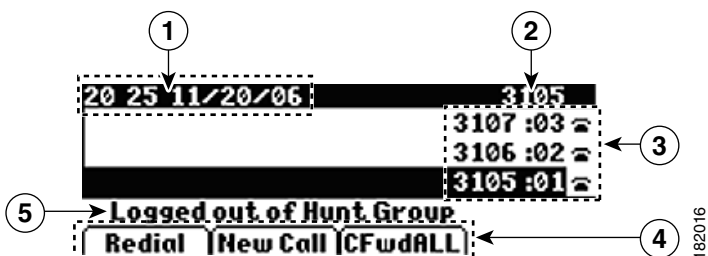 1 2
20 25 11/20/06 3105
3107 :03
3106 :02 3
3105 :01
5 Logged out of Hunt Group
Redial New Call CFwdALL 4
182016